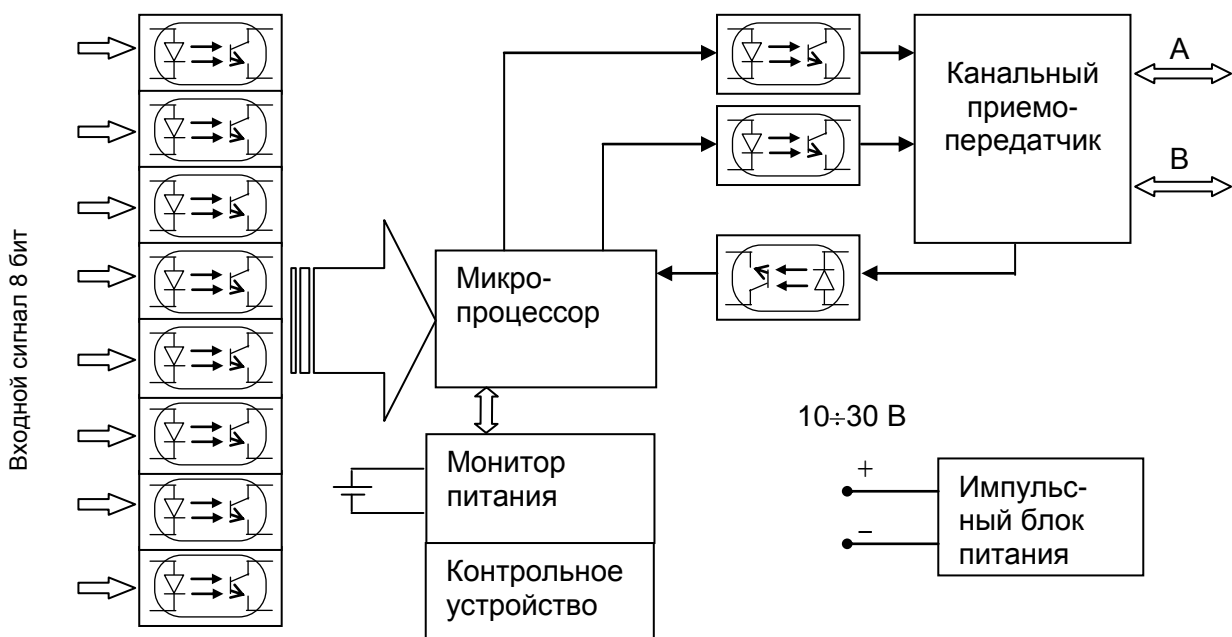 Входной сигнал 8 бит
Канальный
приемо-
передатчик
A
B
Микро-
процессор
Монитор
питания
Контрольное
устройство
10÷30 В
+
−
Импульс-
ный блок
питания